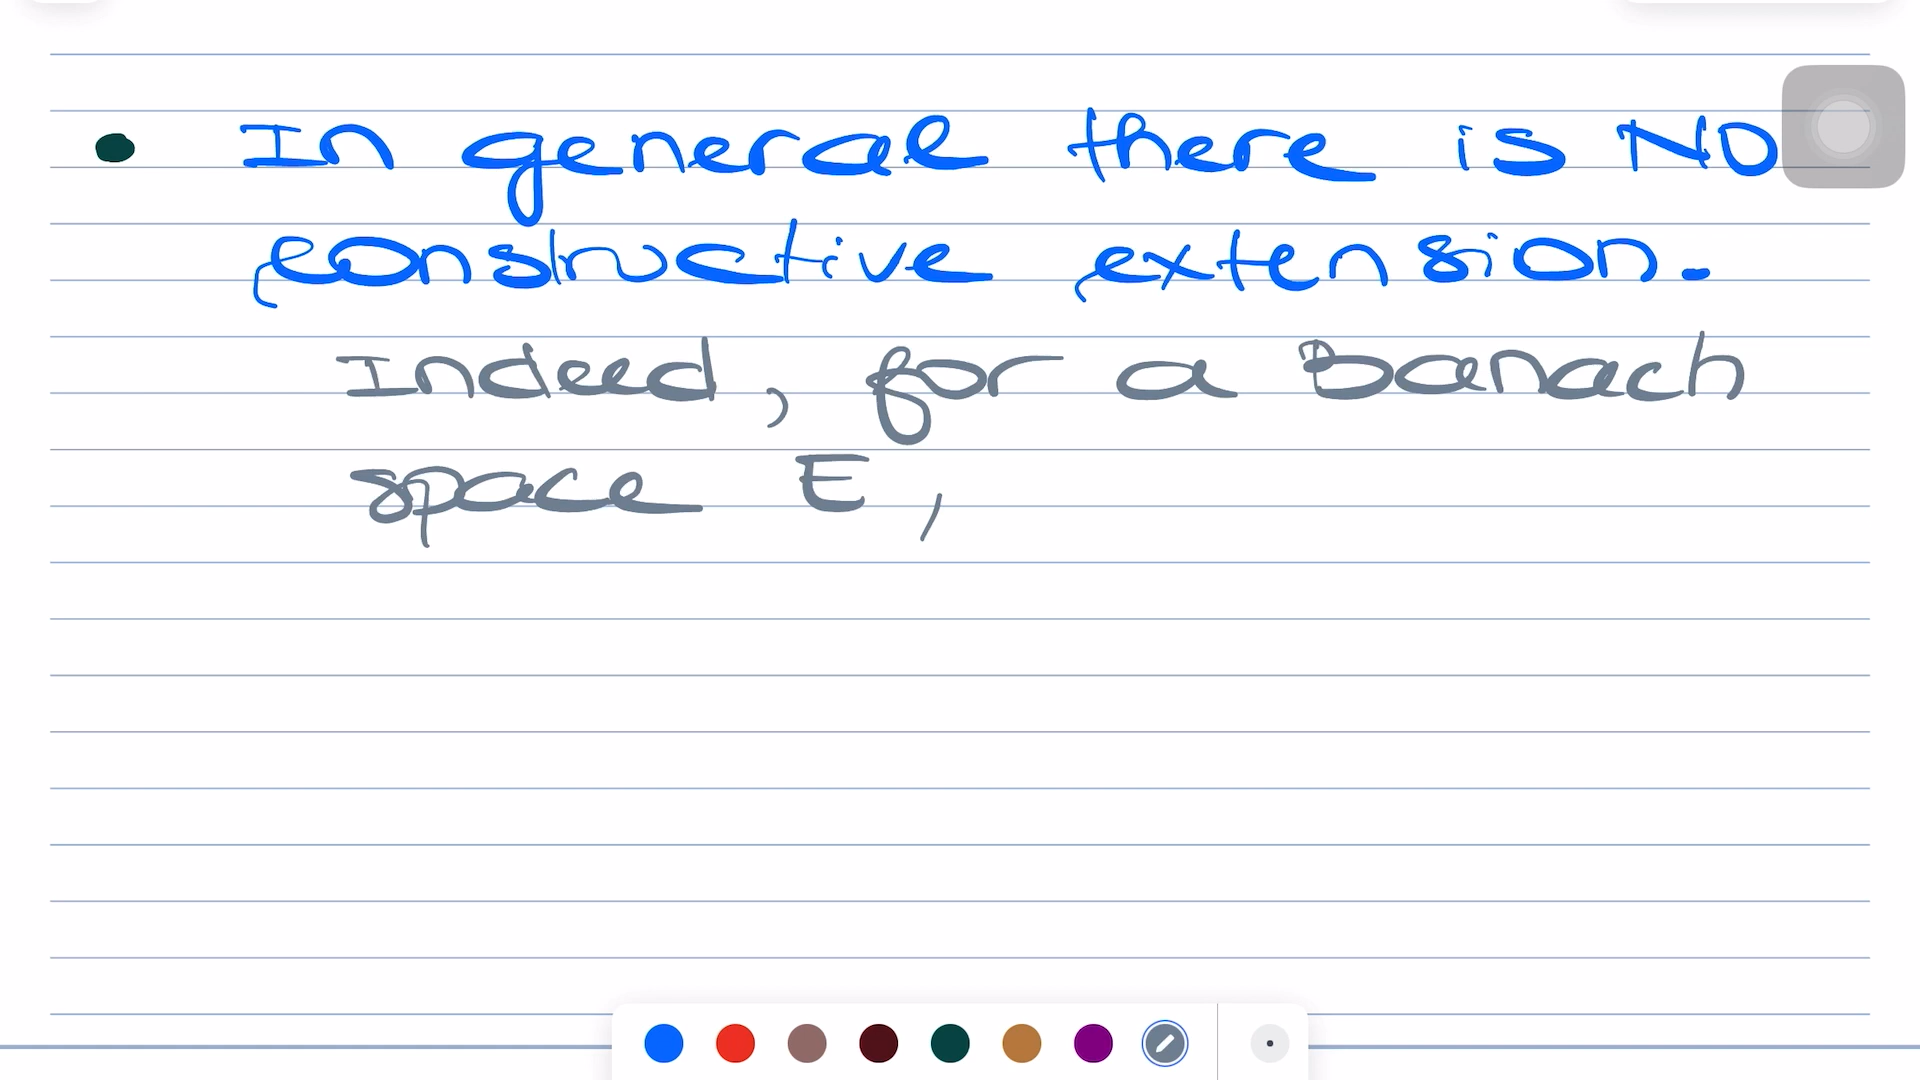 • In general there is NO
constructive extension.
Indeed, for a Banach
space E,